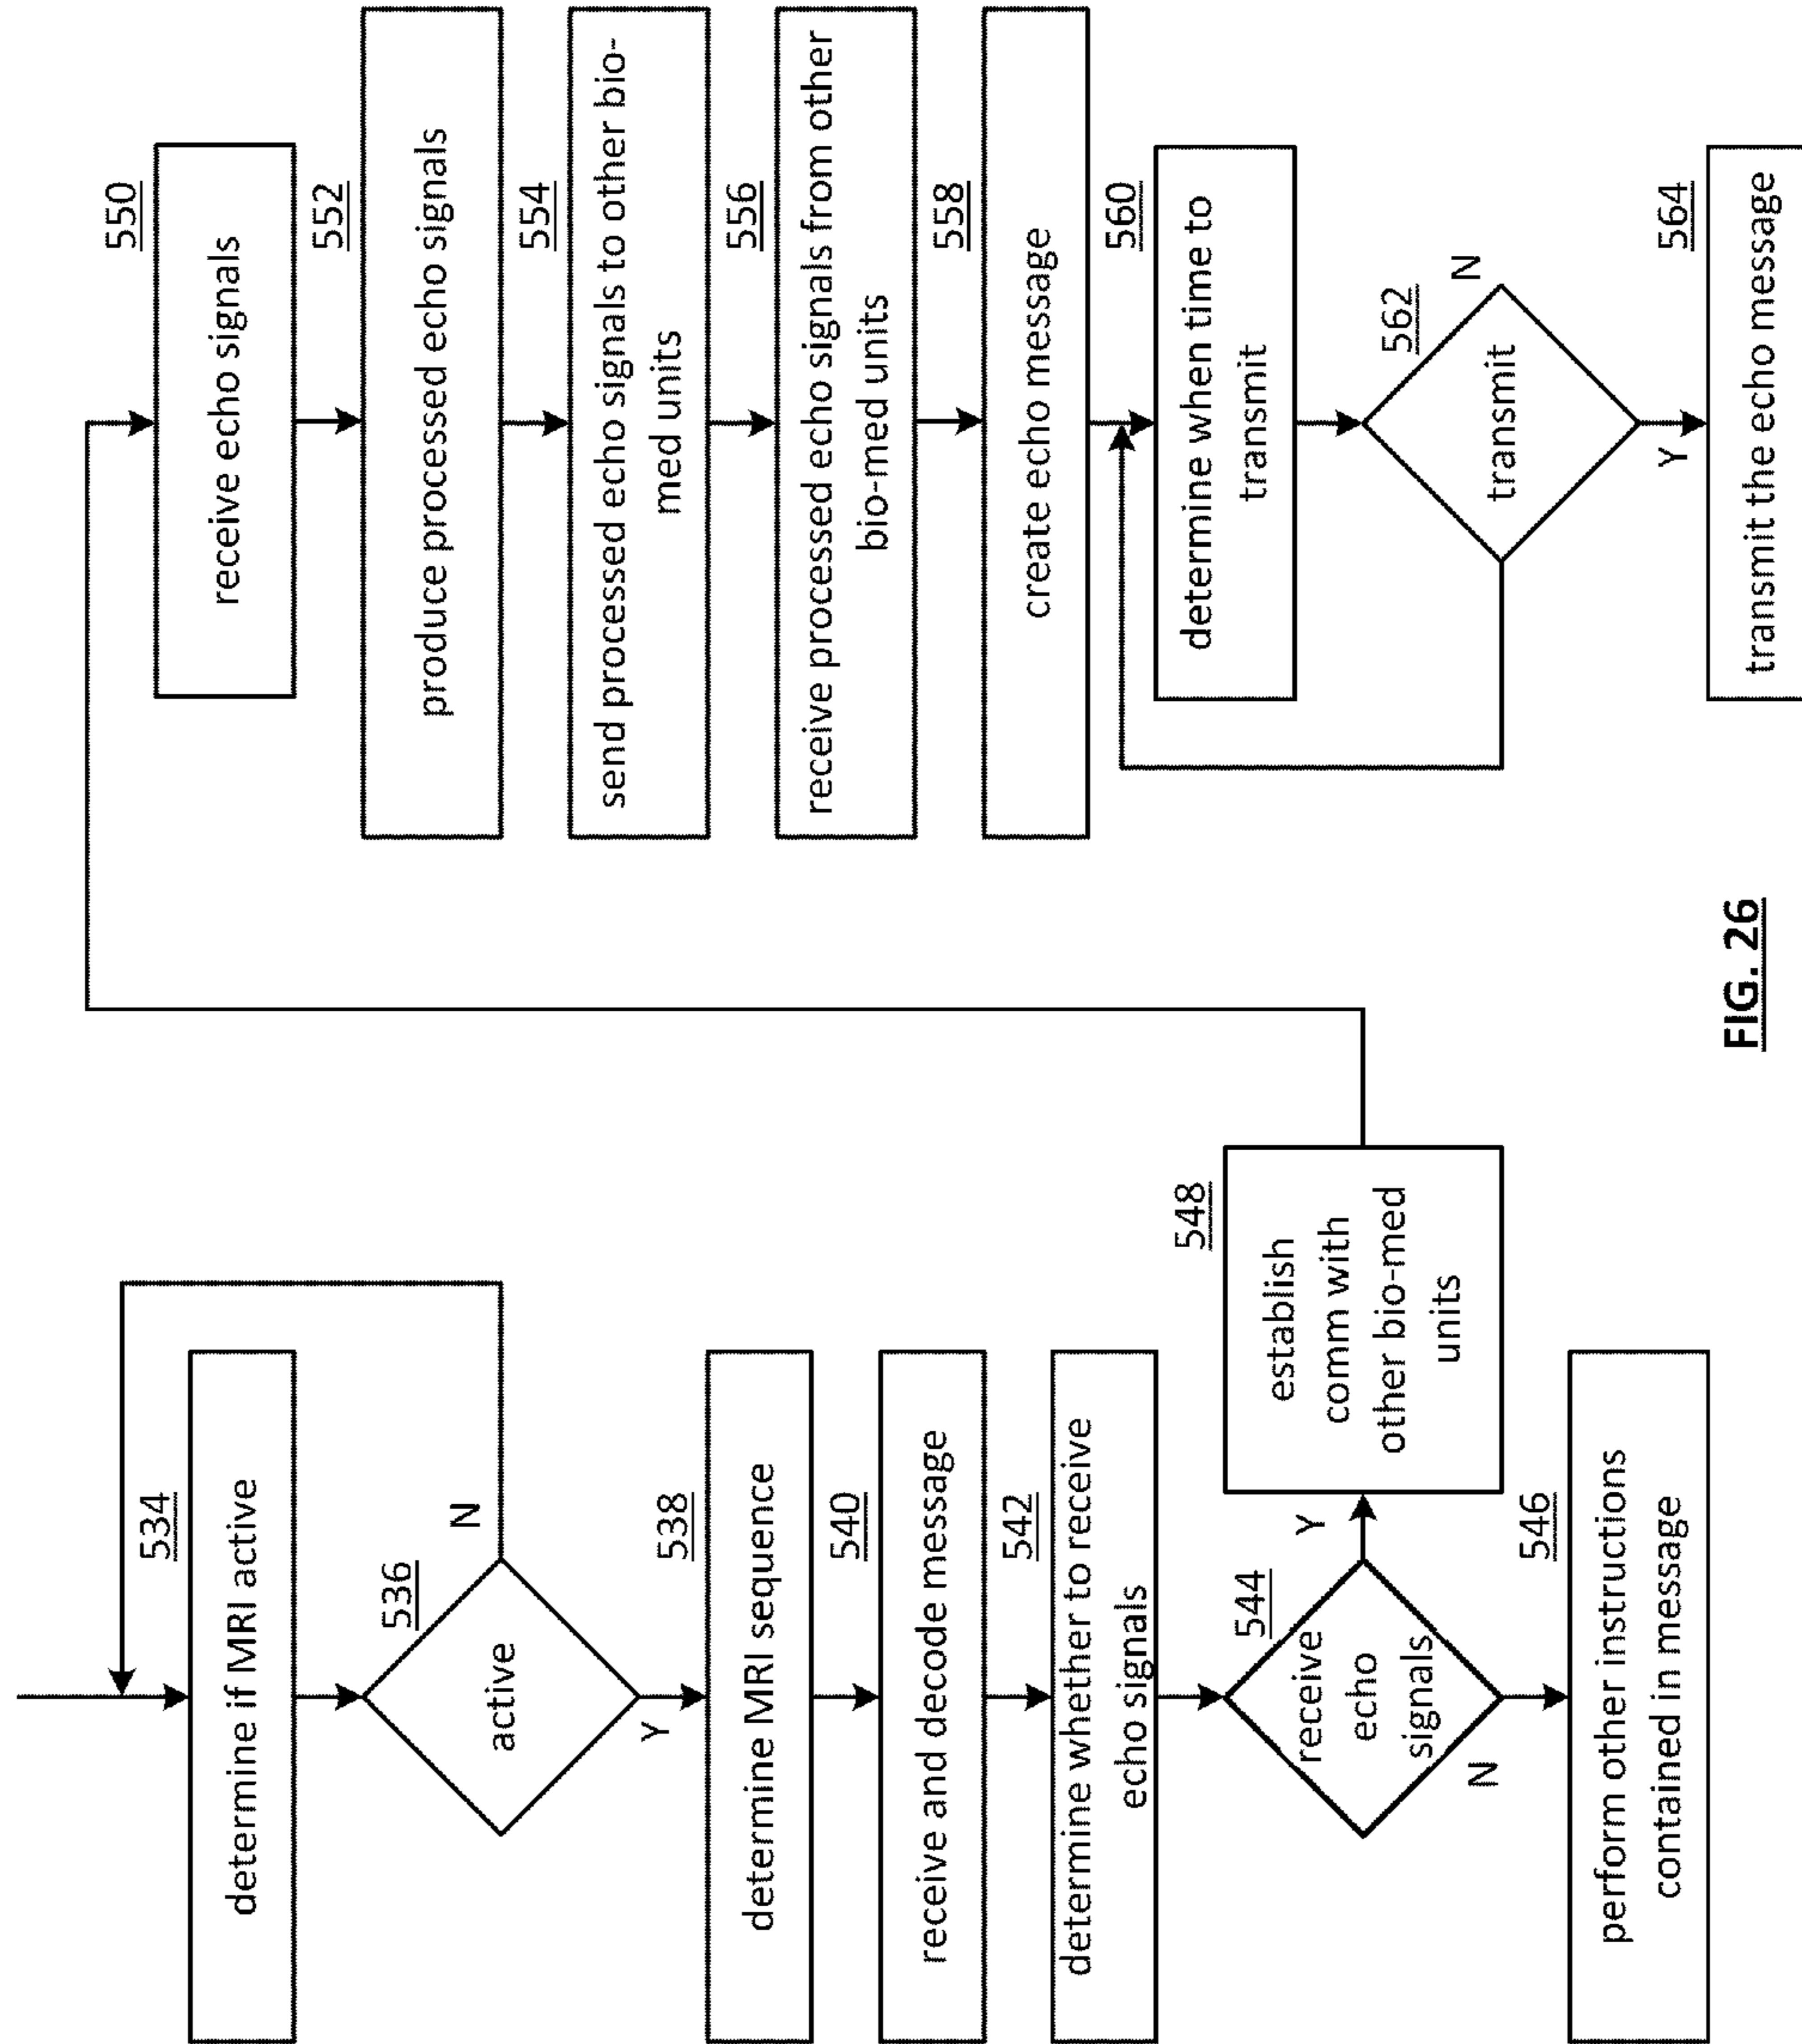 534
determine if MRI active
536
active
N
Y
538
determine MRI sequence
540
receive and decode message
542
determine whether to receive
echo signals
544
receive
echo
signals
Y
N
546
perform other instructions
contained in message
548
establish
comm with
other bio-med
units
550
receive echo signals
552
produce processed echo signals
554
send processed echo signals to other bio-
med units
556
receive processed echo signals from other
bio-med units
558
create echo message
560
determine when time to
transmit
562
transmit
N
Y
564
transmit the echo message
FIG. 26